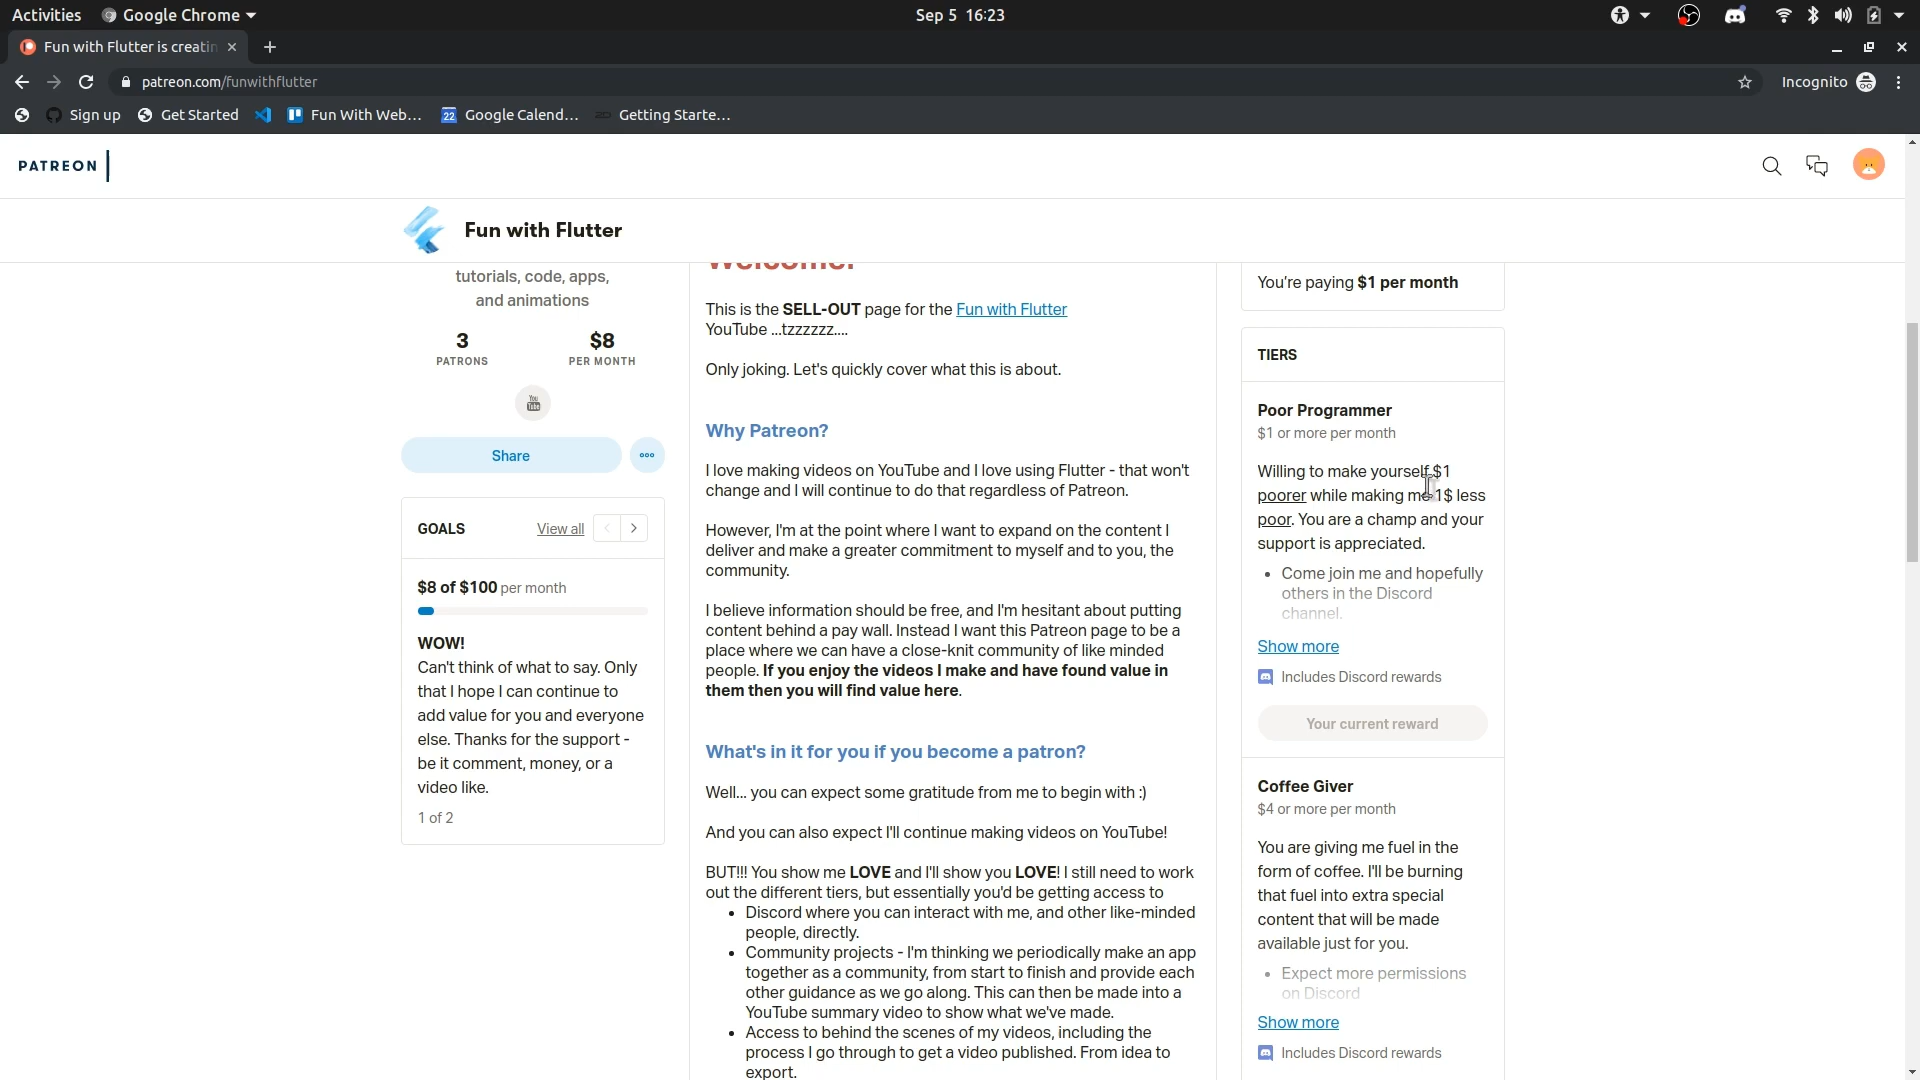 Activities
Google Chrome
Sep 5 16:23
Fun with Flutter is creatin
patreon.com/funwithflutter
Incognito
Sign up
Get Started
Fun With Web...
22
Google Calend...
Getting Starte...
PATREON
Fun with Flutter
tutorials, code, apps,
and animations
3
PATRONS
$8
PER MONTH
You
Tube
Share
GOALS
View all
$8 of $100 per month
WOW!
Can't think of what to say. Only
that I hope I can continue to
add value for you and everyone
else. Thanks for the support -
be it comment, money, or a
video like.
1 of 2
Welcome!
This is the SELL-OUT page for the Fun with Flutter
YouTube ...tzzzzzz....
Only joking. Let's quickly cover what this is about.
Why Patreon?
I love making videos on YouTube and I love using Flutter - that won't
change and I will continue to do that regardless of Patreon.
However, I'm at the point where I want to expand on the content I
deliver and make a greater commitment to myself and to you, the
community.
I believe information should be free, and I'm hesitant about putting
content behind a pay wall. Instead I want this Patreon page to be a
place where we can have a close-knit community of like minded
people. If you enjoy the videos I make and have found value in
them then you will find value here.
What's in it for you if you become a patron?
Well... you can expect some gratitude from me to begin with :)
And you can also expect I'll continue making videos on YouTube!
BUT!!! You show me LOVE and I'll show you LOVE! I still need to work
out the different tiers, but essentially you'd be getting access to
• Discord where you can interact with me, and other like-minded
people, directly.
• Community projects - I'm thinking we periodically make an app
together as a community, from start to finish and provide each
other guidance as we go along. This can then be made into a
YouTube summary video to show what we've made.
• Access to behind the scenes of my videos, including the
process I go through to get a video published. From idea to
export.
You're paying $1 per month
TIERS
Poor Programmer
$1 or more per month
Willing to make yourself $1
poorer while making me 1$ less
poor. You are a champ and your
support is appreciated.
• Come join me and hopefully
others in the Discord
channel.
Show more
Includes Discord rewards
Your current reward
Coffee Giver
$4 or more per month
You are giving me fuel in the
form of coffee. I'll be burning
that fuel into extra special
content that will be made
available just for you.
• Expect more permissions
on Discord
Show more
Includes Discord rewards